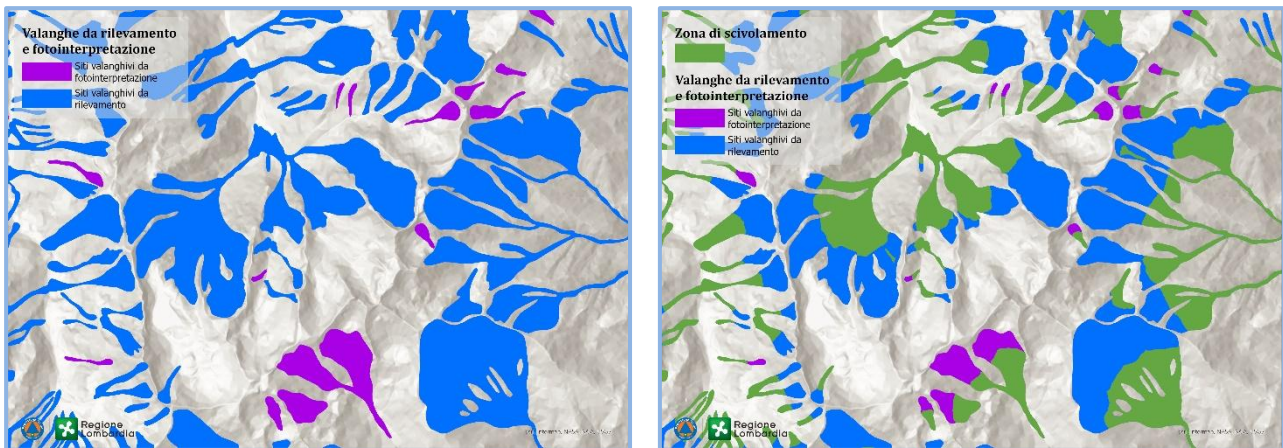 Valanghe da rilevamento
e fotointerpretazione
Siti valanghivi da
fotointerpretazione
Siti valanghivi da
rilevamento
Regione
Lombardia
Zona di scivolamento
Valanghe da rilevamento
e fotointerpretazione
Siti valanghivi da
fotointerpretazione
Siti valanghivi da
rilevamento
Regione
Lombardia